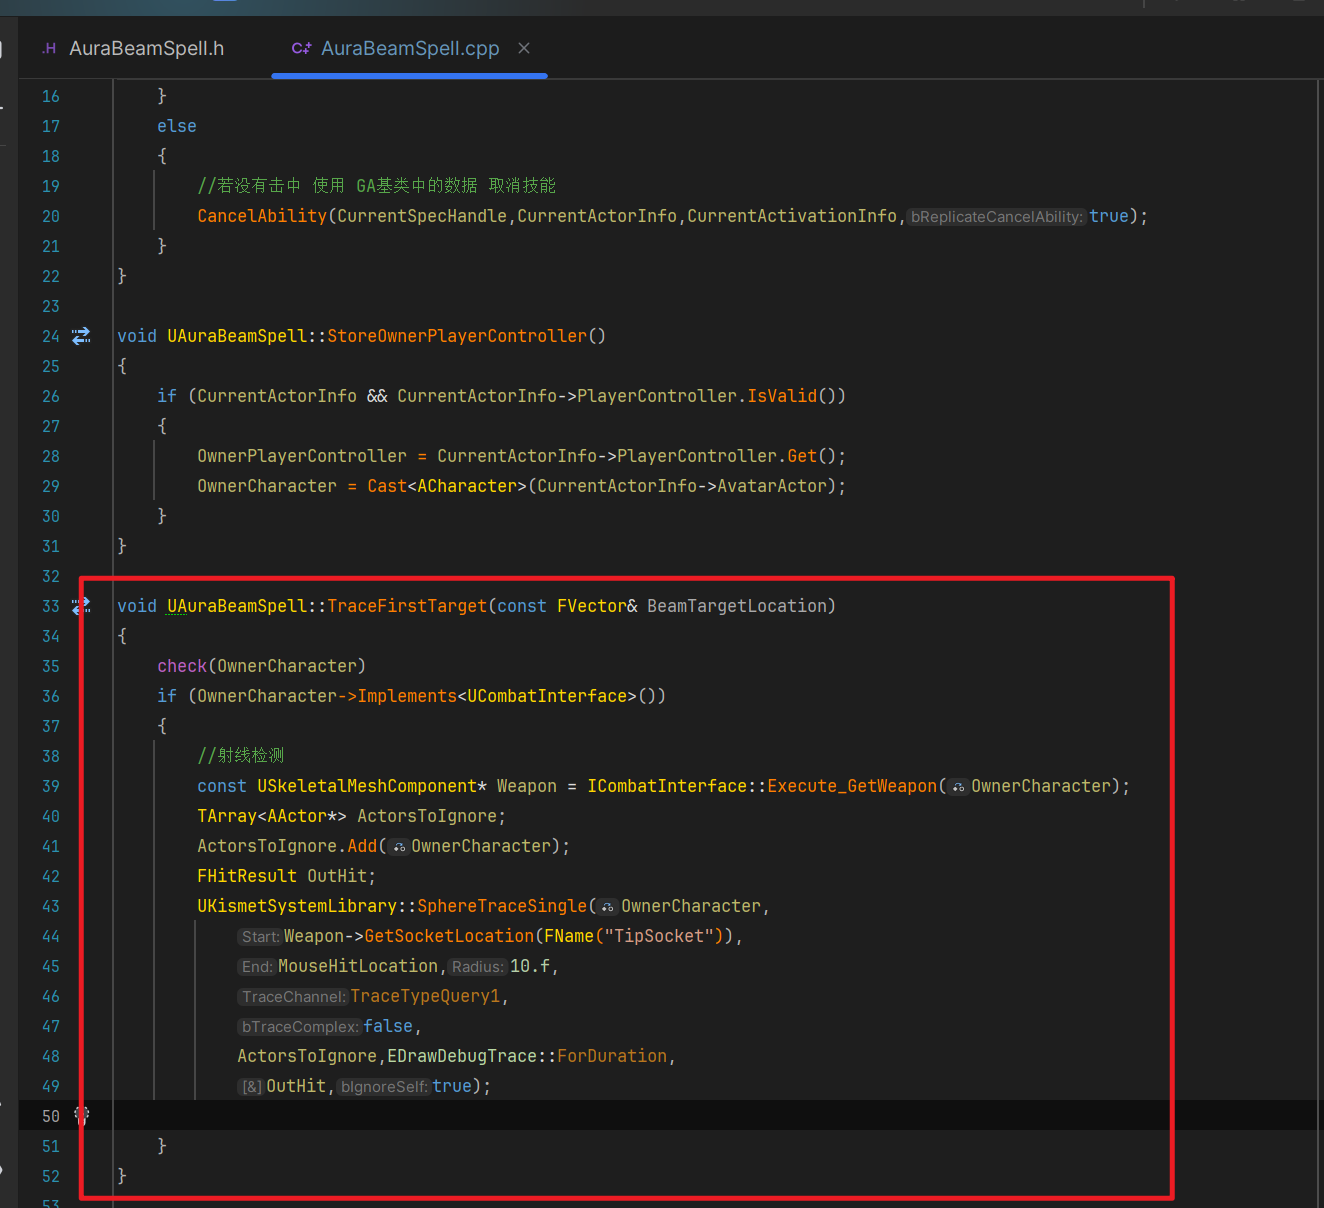 .H AuraBeamSpell.h C++ AuraBeamSpell.cpp ×
16 }
17 else
18 {
19 //若没有击中 使用 GA基类中的数据 取消技能
20 CancelAbility(CurrentSpecHandle,CurrentActorInfo,CurrentActivationInfo, bReplicateCancelAbility: true);
21 }
22 }
23
24 void UAuraBeamSpell::StoreOwnerPlayerController()
25 {
26 if (CurrentActorInfo && CurrentActorInfo->PlayerController.IsValid())
27 {
28 OwnerPlayerController = CurrentActorInfo->PlayerController.Get();
29 OwnerCharacter = Cast<ACharacter>(CurrentActorInfo->AvatarActor);
30 }
31 }
32
33 void UAuraBeamSpell::TraceFirstTarget(const FVector& BeamTargetLocation)
34 {
35 check(OwnerCharacter)
36 if (OwnerCharacter->Implements<UCombatInterface>())
37 {
38 //射线检测
39 const USkeletalMeshComponent* Weapon = ICombatInterface::Execute_GetWeapon(OwnerCharacter);
40 TArray<AActor*> ActorsToIgnore;
41 ActorsToIgnore.Add(OwnerCharacter);
42 FHitResult OutHit;
43 UKismetSystemLibrary::SphereTraceSingle(OwnerCharacter,
44 Start: Weapon->GetSocketLocation(FName("TipSocket")),
45 End: MouseHitLocation, Radius: 10.f,
46 TraceChannel: TraceTypeQuery1,
47 bTraceComplex: false,
48 ActorsToIgnore,EDrawDebugTrace::ForDuration,
49 [&] OutHit, bIgnoreSelf: true);
50
51 }
52 }
53